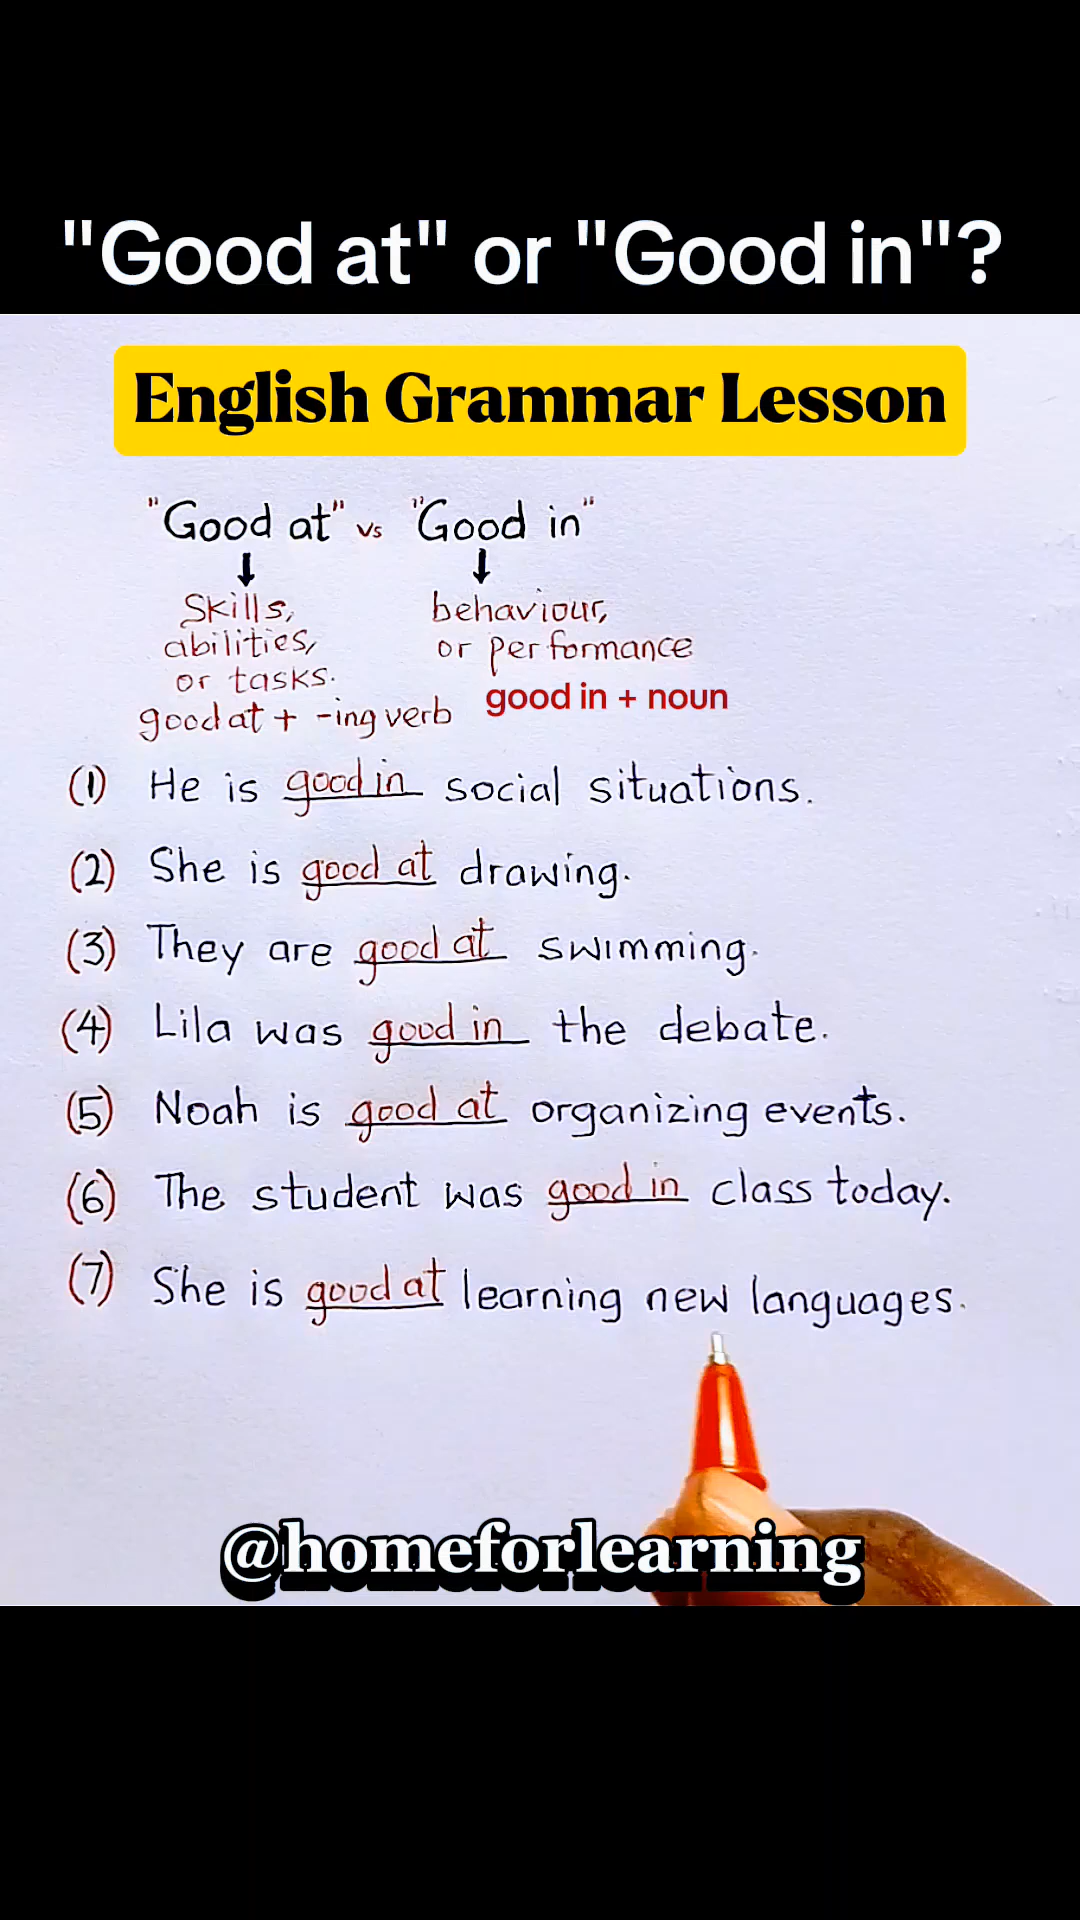 "Good at" or "Good in"?
English Grammar Lesson
"Good at" vs "Good in"
Skills, abilities, or tasks.
good at + -ing verb
behaviour, or performance
good in + noun
(1) He is good in social situations.
(2) She is good at drawing.
(3) They are good at swimming.
(4) Lila was good in the debate.
(5) Noah is good at organizing events.
(6) The student was good in class today.
(7) She is good at learning new languages.
@homeforlearning